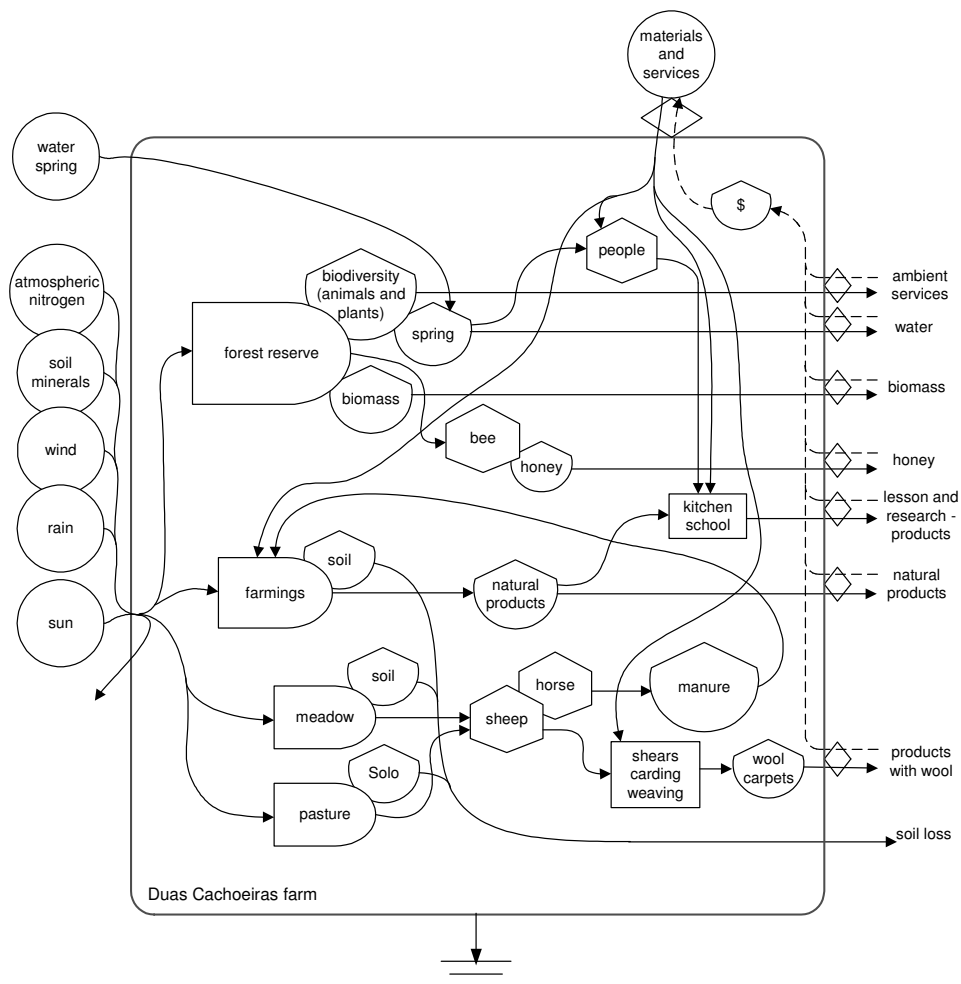 materials
and
services
water
spring
$
people
atmospheric
nitrogen
biodiversity
(animals and
plants)
ambient
services
spring
water
forest reserve
soil
minerals
biomass
biomass
wind
bee
honey
honey
kitchen
school
lesson and
research -
products
rain
soil
farmings
natural
products
natural
products
sun
soil
meadow
horse
sheep
manure
Solo
pasture
shears
carding
weaving
wool
carpets
products
with wool
soil loss
Duas Cachoeiras farm